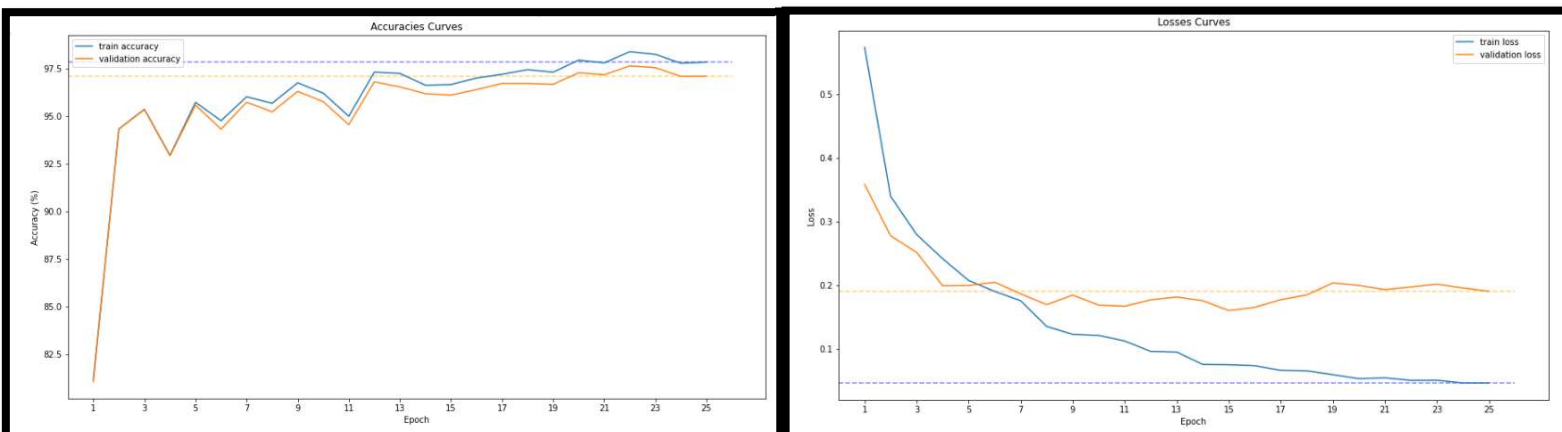 Accuracies Curves
train accuracy
validation accuracy
97.5
95.0
92.5
90.0
87.5
85.0
82.5
Accuracy (%)
1 3 5 7 9 11 13 15 17 19 21 23 25
Epoch
Losses Curves
train loss
validation loss
0.5
0.4
0.3
0.2
0.1
Loss
1 3 5 7 9 11 13 15 17 19 21 23 25
Epoch